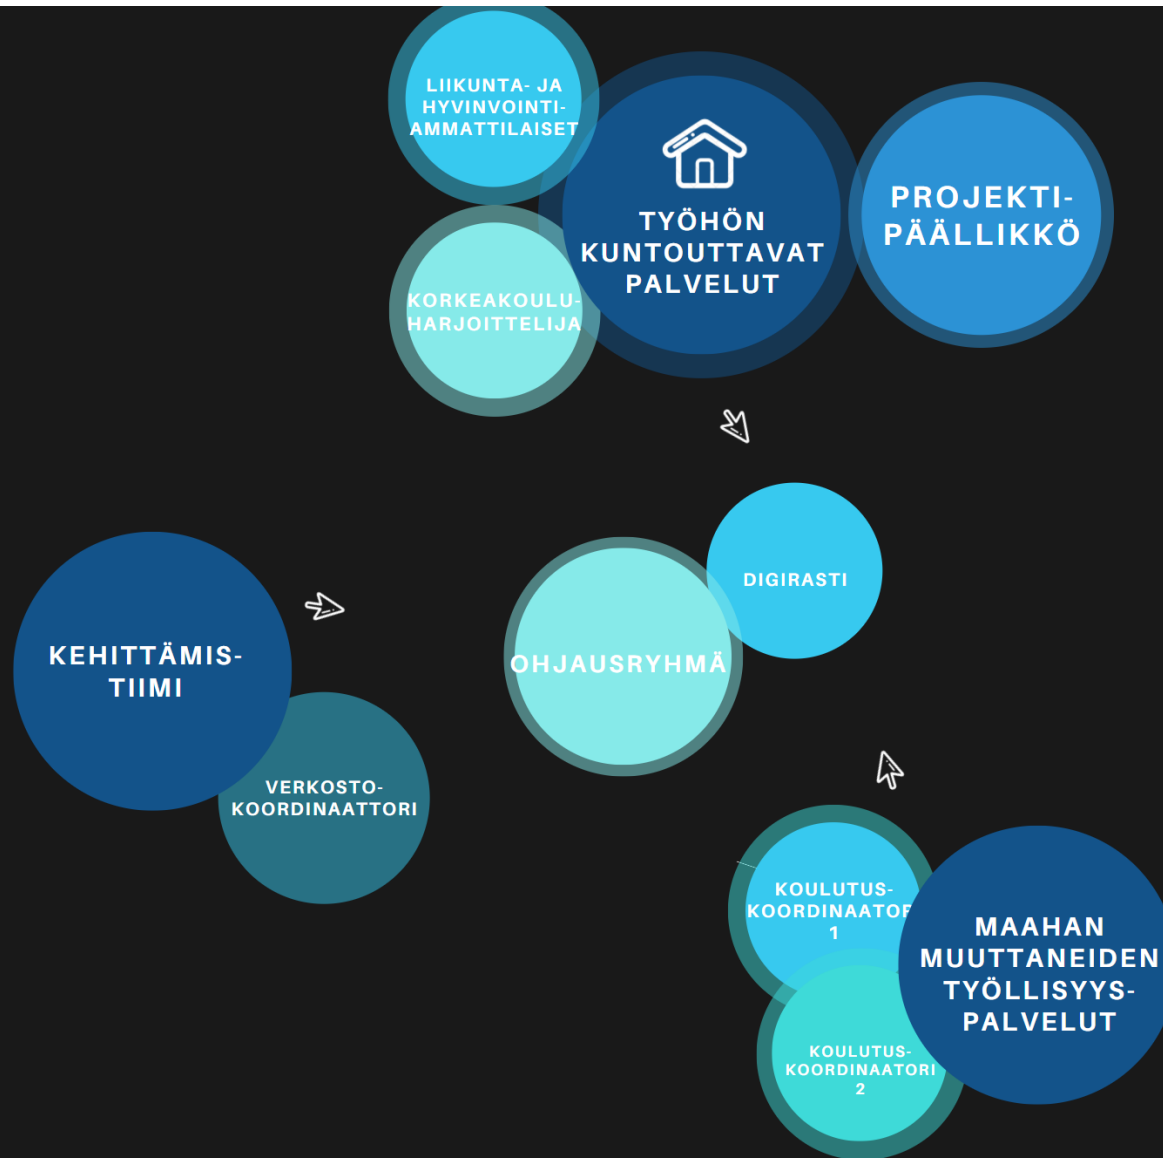 LIIKUNTA- JA
HYVINVOINTI-
AMMATTILAISET
TYÖHÖN
KUNTOUTTAVAT
PALVELUT
PROJEKTI-
PÄÄLLIKKÖ
KORKEAKOULU-
HARJOITTELIJA
DIGIRASTI
OHJAUSRYHMÄ
KEHITTÄMIS-
TIIMI
VERKOSTO-
KOORDINAATTORI
KOULUTUS-
KOORDINAATOR
1
MAAHAN
MUUTTANEIDEN
TYÖLLISYYS-
PALVELUT
KOULUTUS-
KOORDINAATORI
2